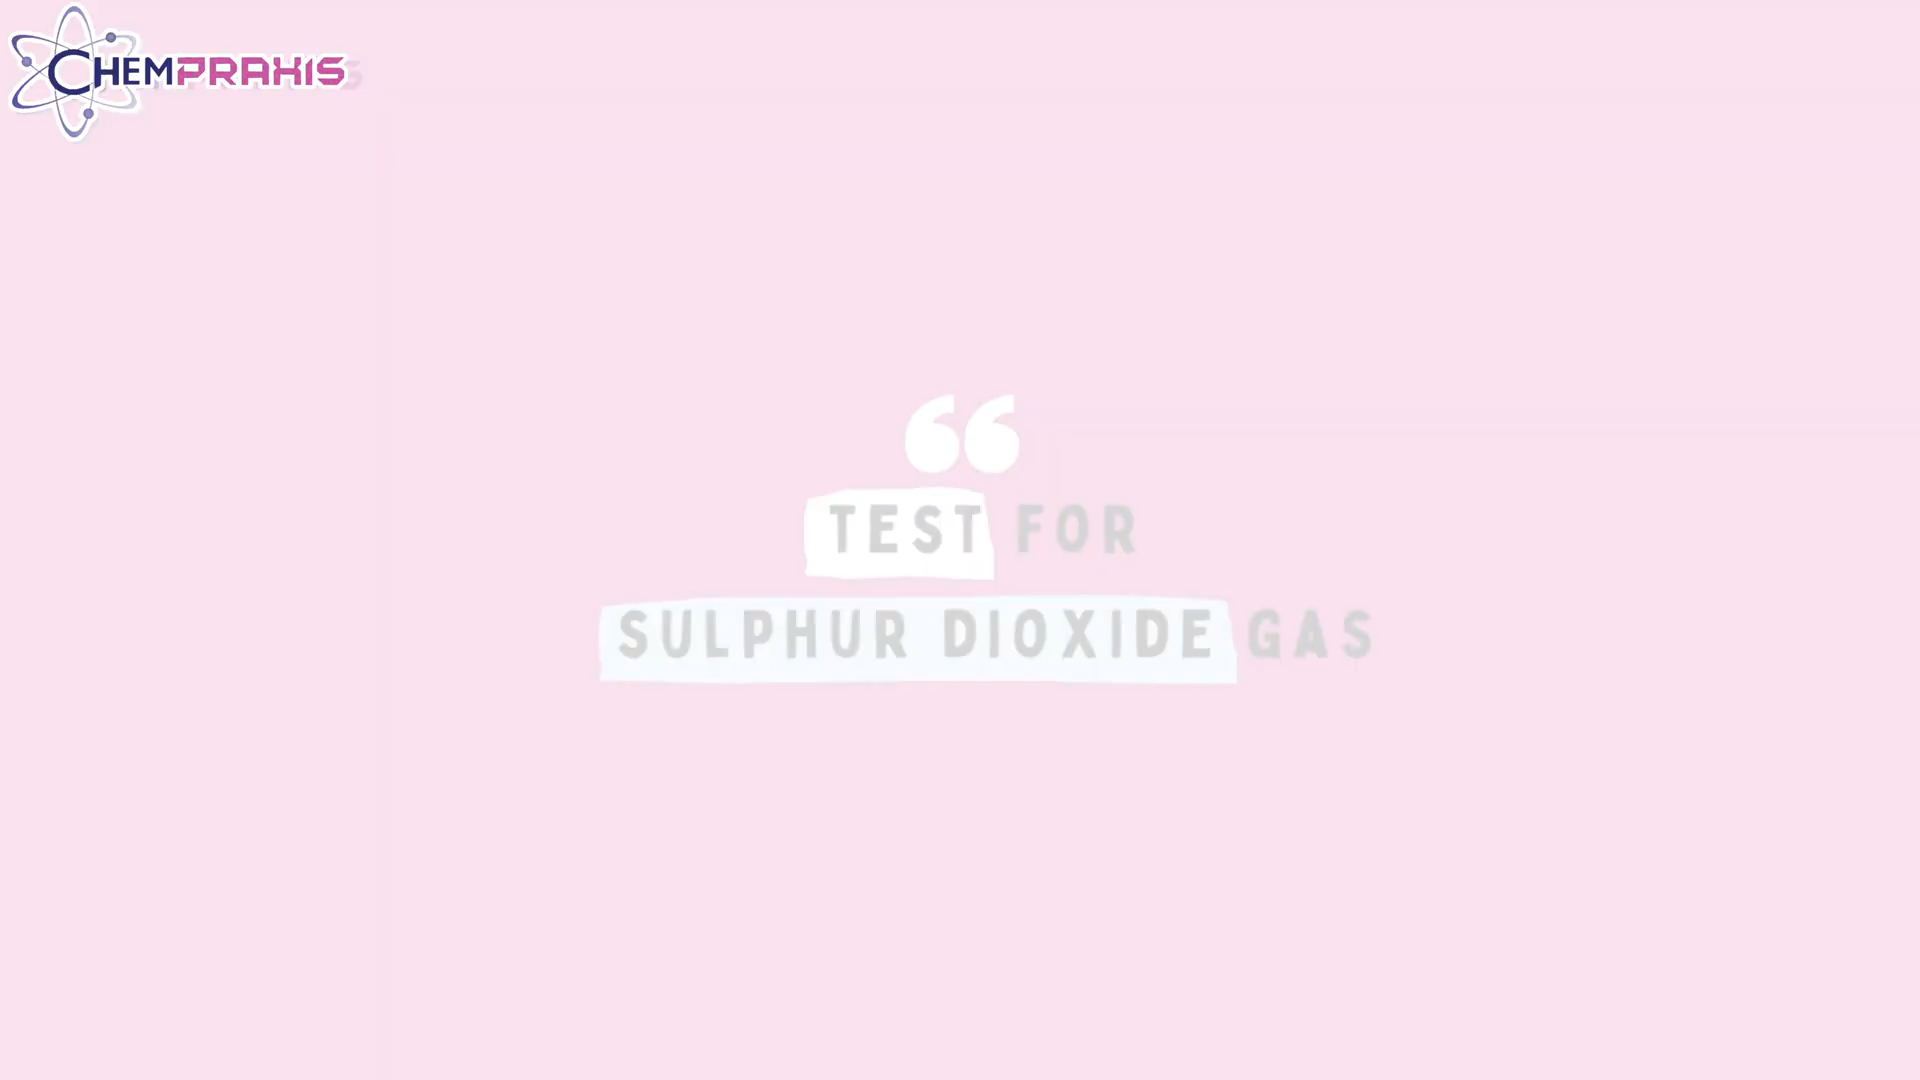 CHEMPRAXIS
“
TEST FOR
SULPHUR DIOXIDE GAS